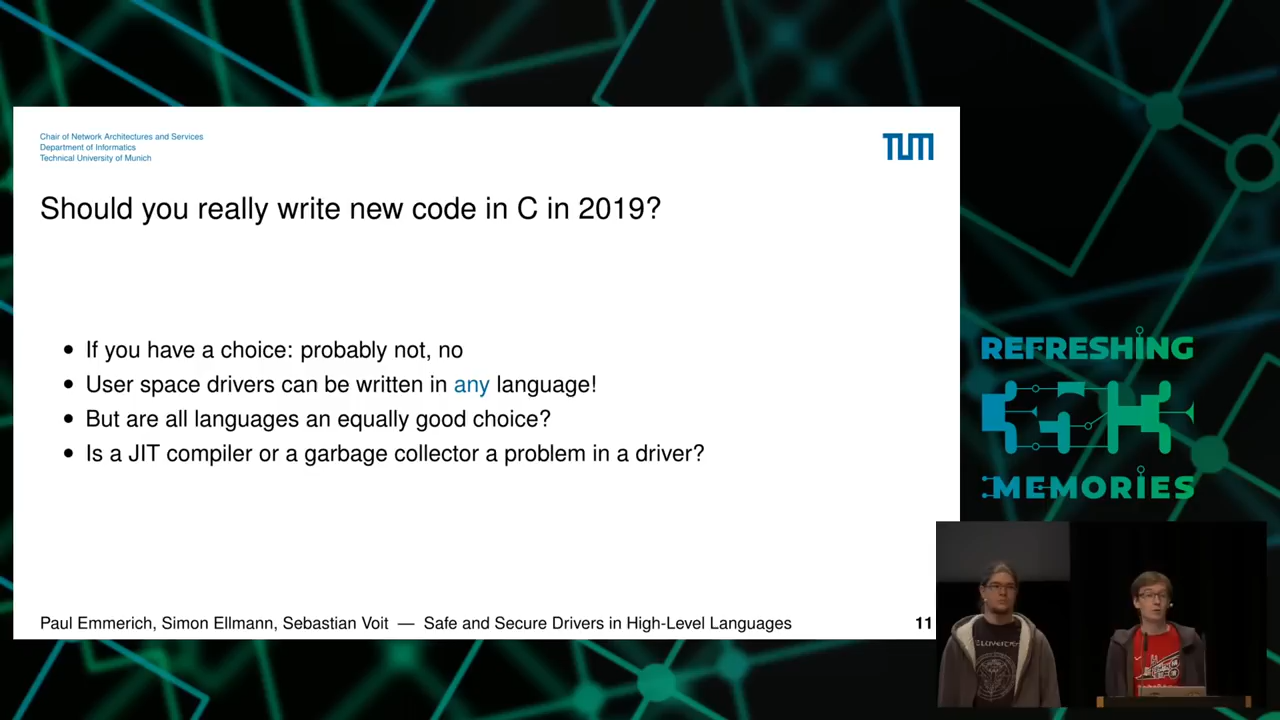 Chair of Network Architectures and Services
Department of Informatics
Technical University of Munich
TUM
Should you really write new code in C in 2019?
• If you have a choice: probably not, no
• User space drivers can be written in any language!
• But are all languages an equally good choice?
• Is a JIT compiler or a garbage collector a problem in a driver?
Paul Emmerich, Simon Ellmann, Sebastian Voit — Safe and Secure Drivers in High-Level Languages
11
REFRESHING
MEMORIES